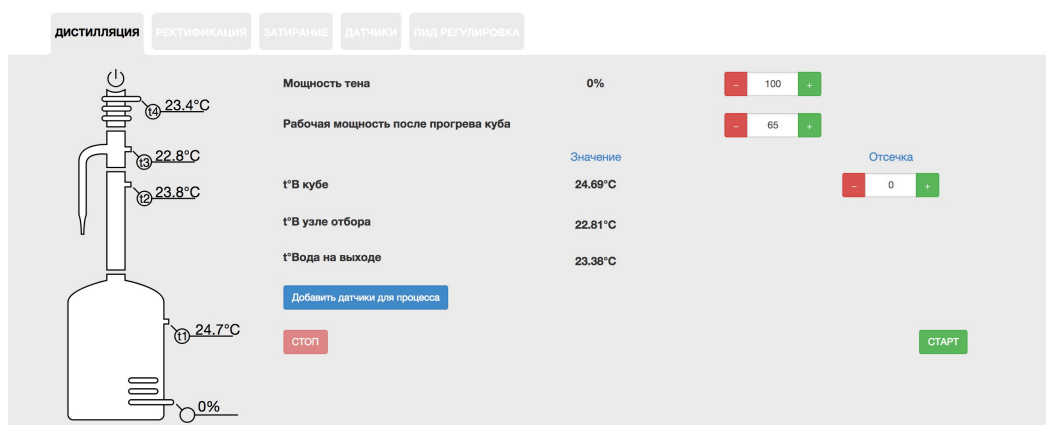 ДИСТИЛЛЯЦИЯ РЕКТИФИКАЦИЯ ЗАТИРАНИЕ ДАТЧИКИ ПИД РЕГУЛИРОВКА
t4 23.4°C
t3 22.8°C
t2 23.8°C
t1 24.7°C
0%
Мощность тена 0% − 100 +
Рабочая мощность после прогрева куба − 65 +
Значение Отсечка
t°В кубе 24.69°C − 0 +
t°В узле отбора 22.81°C
t°Вода на выходе 23.38°C
Добавить датчики для процесса
СТОП СТАРТ